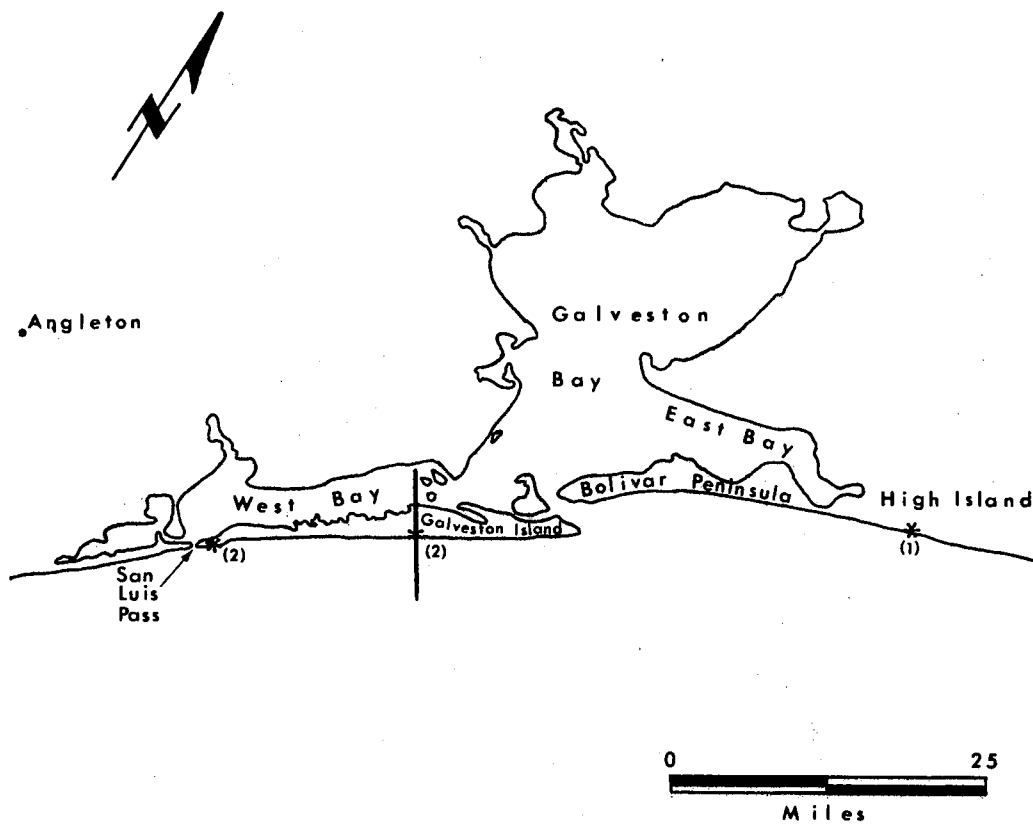 N
Angleton
Galveston
Bay
East Bay
West Bay
Bolivar Peninsula
High Island
Galveston Island
(2)
(2)
(1)
San
Luis
Pass
0 25
Miles